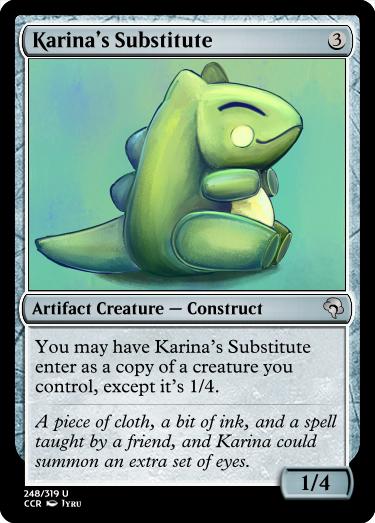 Karina's Substitute 3
Artifact Creature — Construct
You may have Karina's Substitute
enter as a copy of a creature you
control, except it's 1/4.
A piece of cloth, a bit of ink, and a spell
taught by a friend, and Karina could
summon an extra set of eyes.
1/4
248/319 U
CCR Iyru